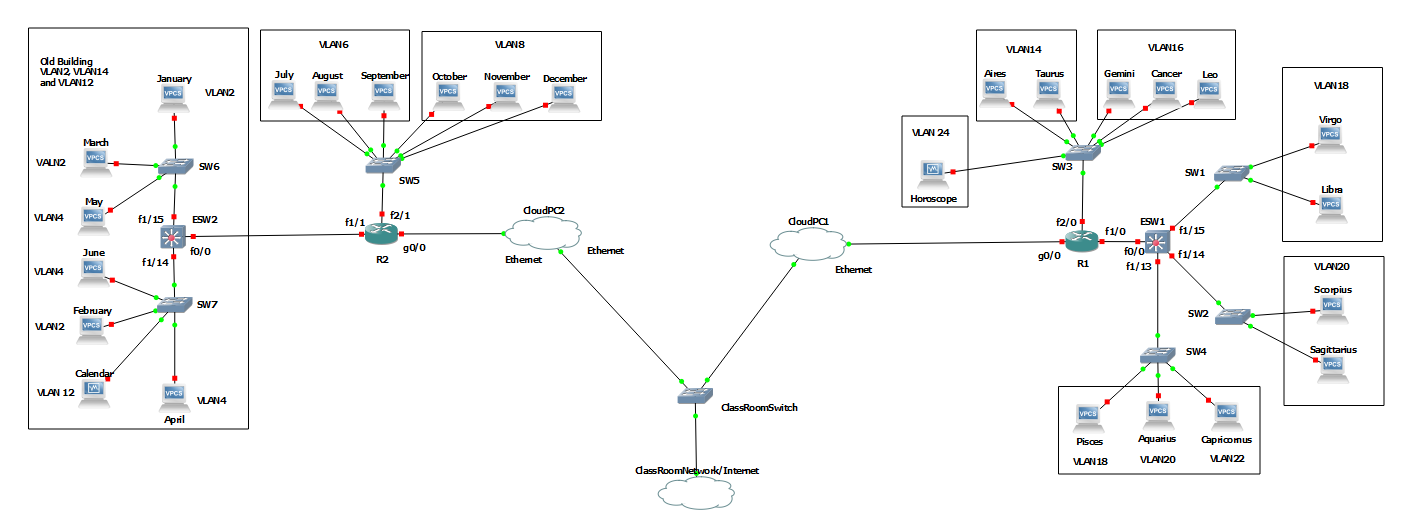 Old Building
VLAN2, VLAN14
and VLAN12
January
VPCS
VLAN2
March
VPCS
VALN2
SW6
May
VPCS
VLAN4
f1/15
ESW2
f0/0
f1/14
June
VPCS
VLAN4
SW7
February
VPCS
VLAN2
Calendar
VM
VLAN 12
VPCS
VLAN4
April
VLAN6
July
VPCS
August
VPCS
September
VPCS
VLAN8
October
VPCS
November
VPCS
December
VPCS
SW5
f1/1
f2/1
R2
g0/0
CloudPC2
Ethernet
Ethernet
CloudPC1
Ethernet
ClassRoomSwitch
ClassRoomNetwork/Internet
VLAN14
Aires
VPCS
Taurus
VPCS
VLAN16
Gemini
VPCS
Cancer
VPCS
Leo
VPCS
VLAN 24
VM
Horoscope
SW3
f2/0
g0/0
R1
f1/0
ESW1
f0/0
f1/15
f1/14
f1/13
SW1
VLAN18
Virgo
VPCS
Libra
VPCS
SW2
VLAN20
Scorpius
VPCS
Sagittarius
VPCS
SW4
VPCS
VPCS
VPCS
Pisces
Aquarius
Capricornus
VLAN18
VLAN20
VLAN22